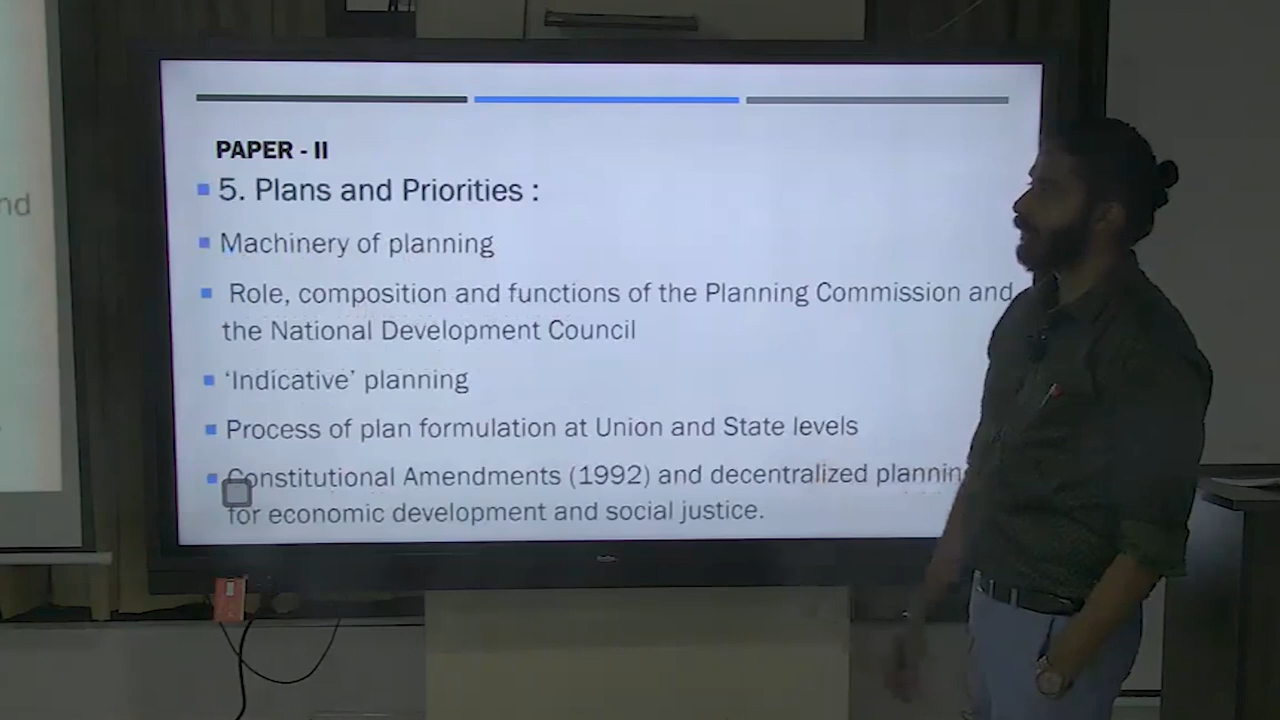 nd
PAPER - II
5. Plans and Priorities :
Machinery of planning
Role, composition and functions of the Planning Commission and
the National Development Council
‘Indicative’ planning
Process of plan formulation at Union and State levels
Constitutional Amendments (1992) and decentralized planning
for economic development and social justice.